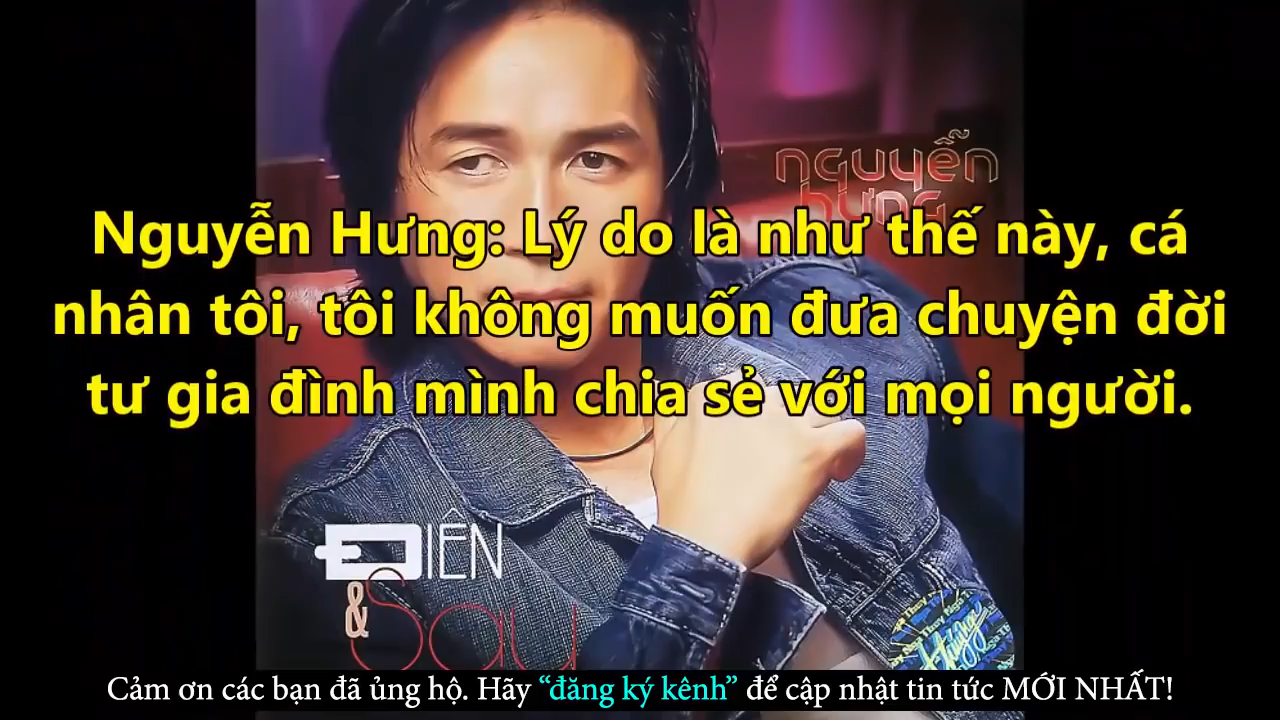 nguyễn
hưng
Nguyễn Hưng: Lý do là như thế này, cá
nhân tôi, tôi không muốn đưa chuyện đời
tư gia đình mình chia sẻ với mọi người.
ĐIÊN
&
Say
Cảm ơn các bạn đã ủng hộ. Hãy “đăng ký kênh” để cập nhật tin tức MỚI NHẤT!